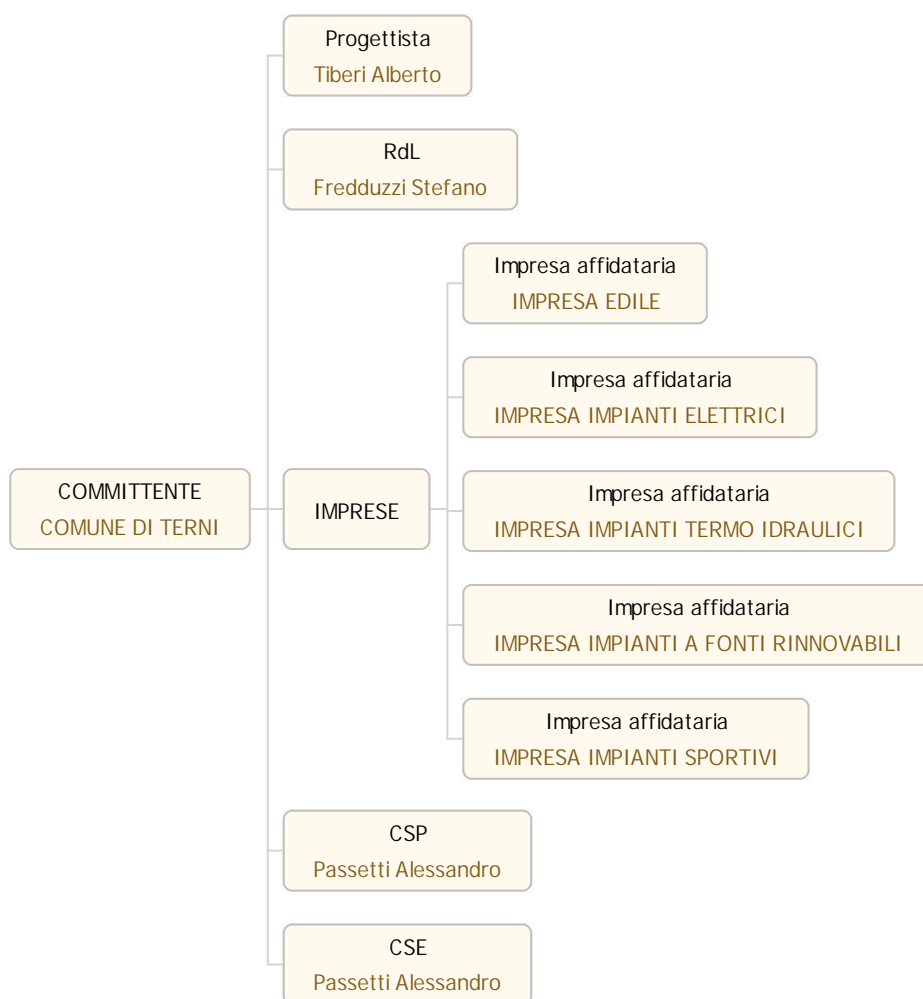 Progettista
Tiberi Alberto
RdL
Fredduzzi Stefano
Impresa affidataria
IMPRESA EDILE
Impresa affidataria
IMPRESA IMPIANTI ELETTRICI
COMMITTENTE
COMUNE DI TERNI
IMPRESE
Impresa affidataria
IMPRESA IMPIANTI TERMO IDRAULICI
Impresa affidataria
IMPRESA IMPIANTI A FONTI RINNOVABILI
Impresa affidataria
IMPRESA IMPIANTI SPORTIVI
CSP
Passetti Alessandro
CSE
Passetti Alessandro